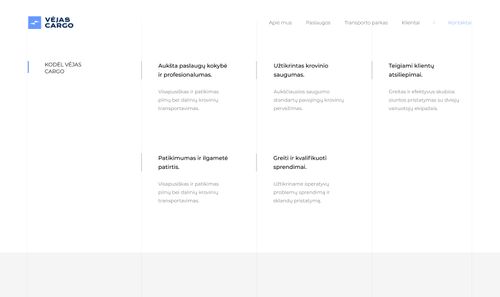 VĖJAS
CARGO
Apie mus
Paslaugos
Transporto parkas
Klientai
Kontaktai
KODĖL VĖJAS
CARGO
Aukšta paslaugų kokybė
ir profesionalumas.
Visapusiškas ir patikimas
pilnų bei dalinių krovinių
transportavimas.
Užtikrintas krovinio
saugumas.
Aukščiausios saugumo
standartų pavojingų krovinių
pervežimas.
Teigiami klientų
atsiliepimai.
Greitas ir efektyvus skubios
siuntos pristatymas su dviejų
vairuotojų ekipažais.
Patikimumas ir ilgametė
patirtis.
Visapusiškas ir patikimas
pilnų bei dalinių krovinių
transportavimas.
Greiti ir kvalifikuoti
sprendimai.
Užtikriname operatyvų
problemų sprendimą ir
sklandų pristatymą.